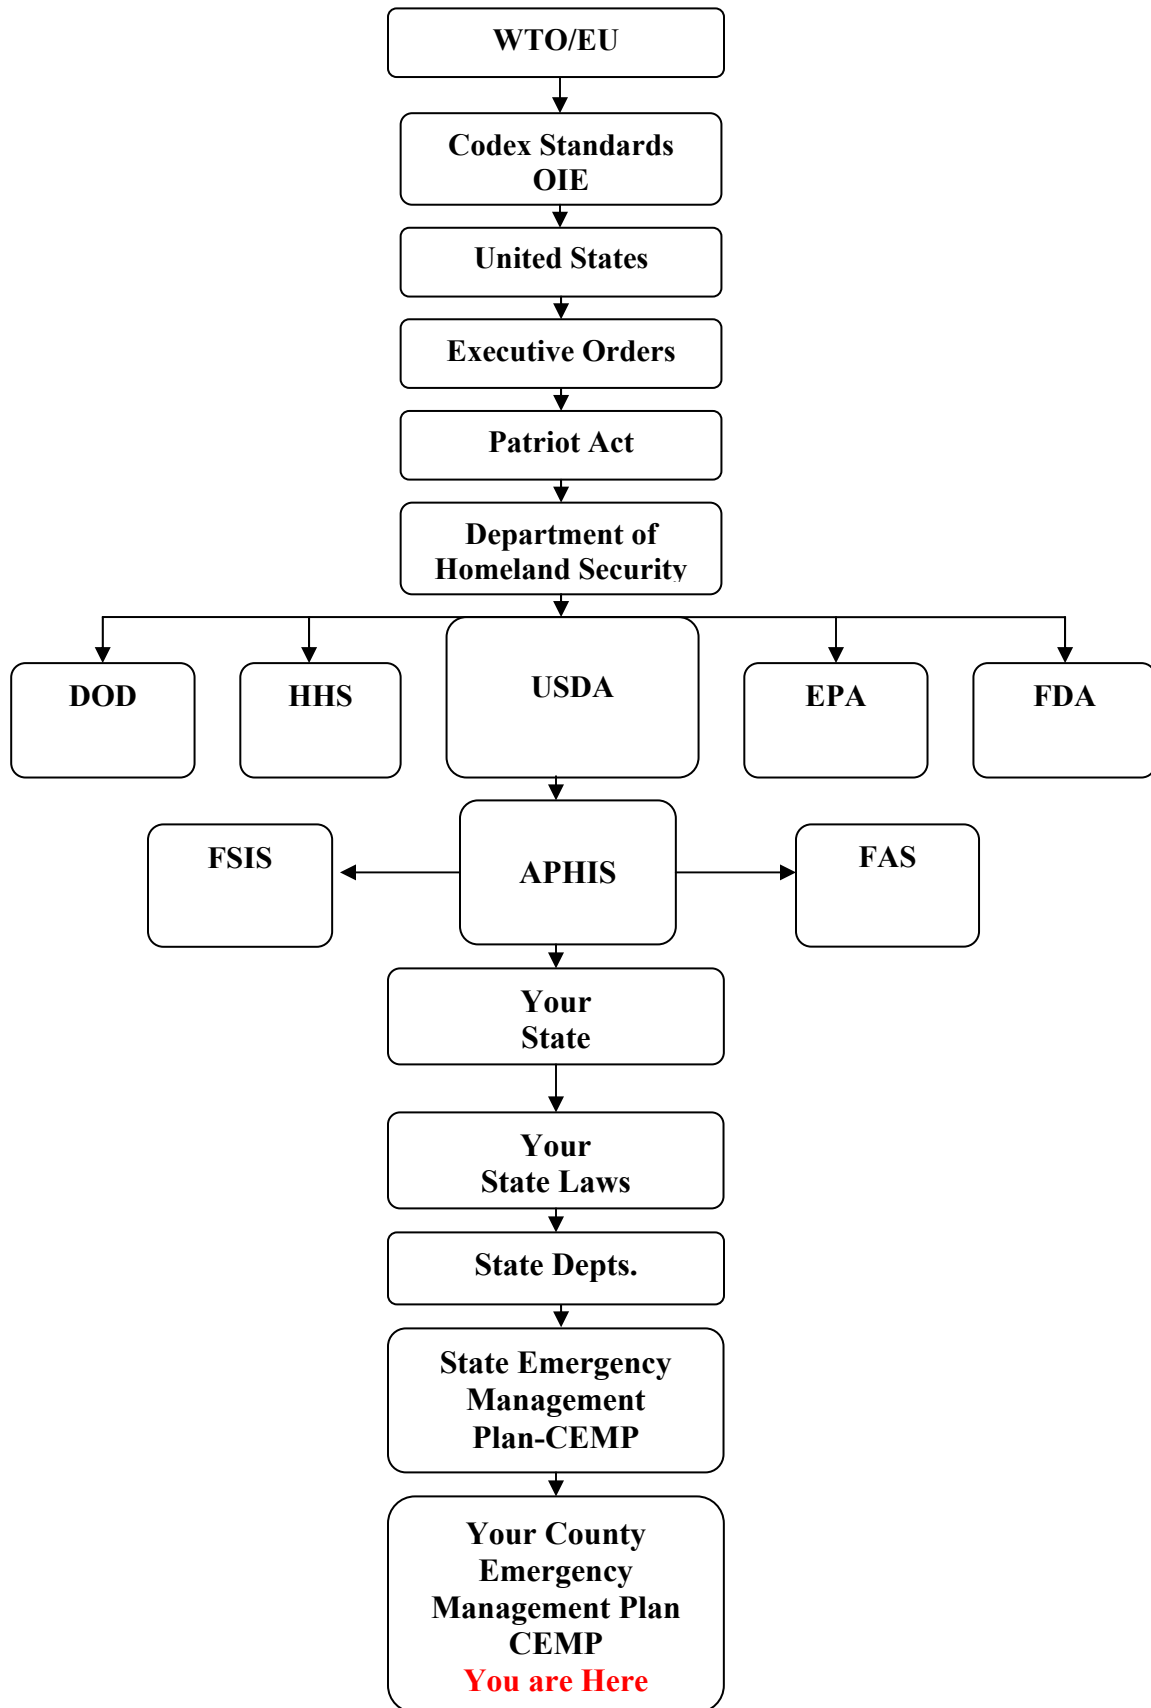 WTO/EU
Codex Standards
OIE
United States
Executive Orders
Patriot Act
Department of
Homeland Security
DOD
HHS
USDA
EPA
FDA
FSIS
APHIS
FAS
Your
State
Your
State Laws
State Depts.
State Emergency
Management
Plan-CEMP
Your County
Emergency
Management Plan
CEMP
You are Here